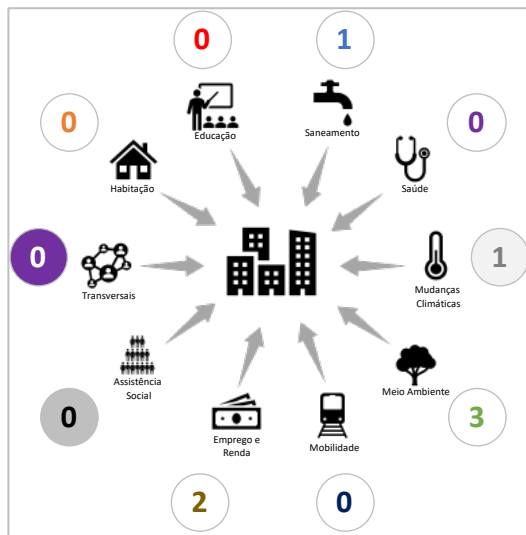 0
1
Educação
Saneamento
0
0
Habitação
Saúde
0
Transversais
Mudanças
Climáticas
1
Assistência
Social
Meio Ambiente
0
Emprego e
Renda
Mobilidade
3
2
0